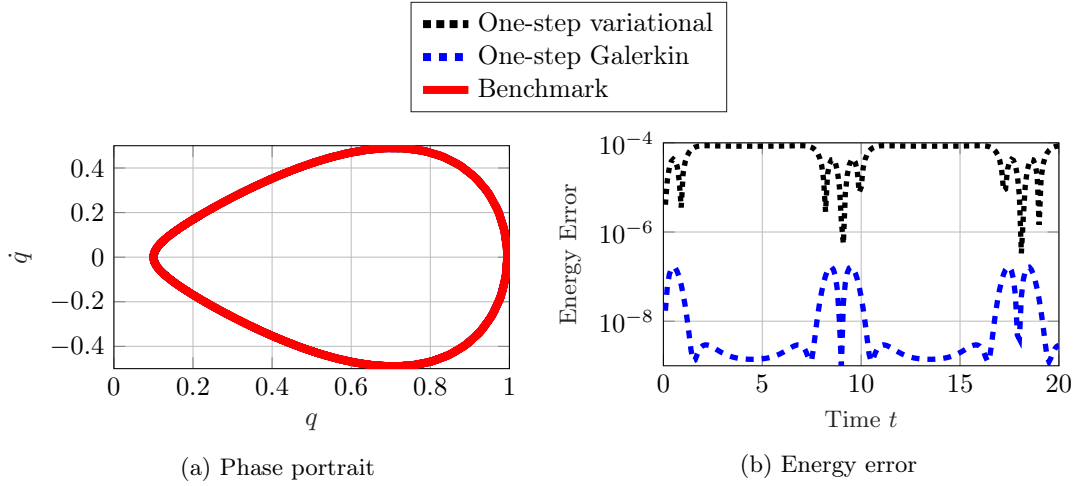 One-step variational
One-step Galerkin
Benchmark
0.4
0.2
0
−0.2
−0.4
q̇
0 0.2 0.4 0.6 0.8 1
q
(a) Phase portrait
10⁻⁴
10⁻⁶
10⁻⁸
Energy Error
0 5 10 15 20
Time t
(b) Energy error